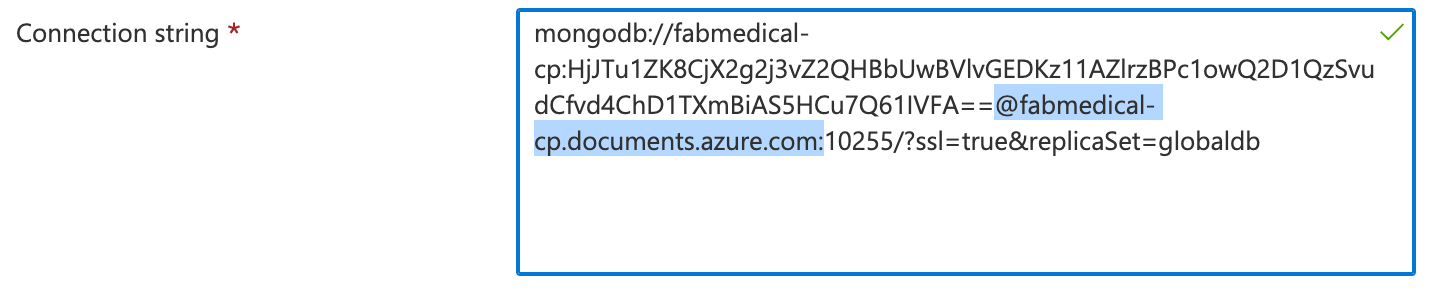 Connection string *
mongodb://fabmedical-
cp:HjJTu1ZK8CjX2g2j3vZ2QHBbUwBVlvGEDKz11AZlrzBPc1owQ2D1QzSvu
dCfvd4ChD1TXmBiAS5HCu7Q61IVFA==@fabmedical-
cp.documents.azure.com:10255/?ssl=true&replicaSet=globaldb